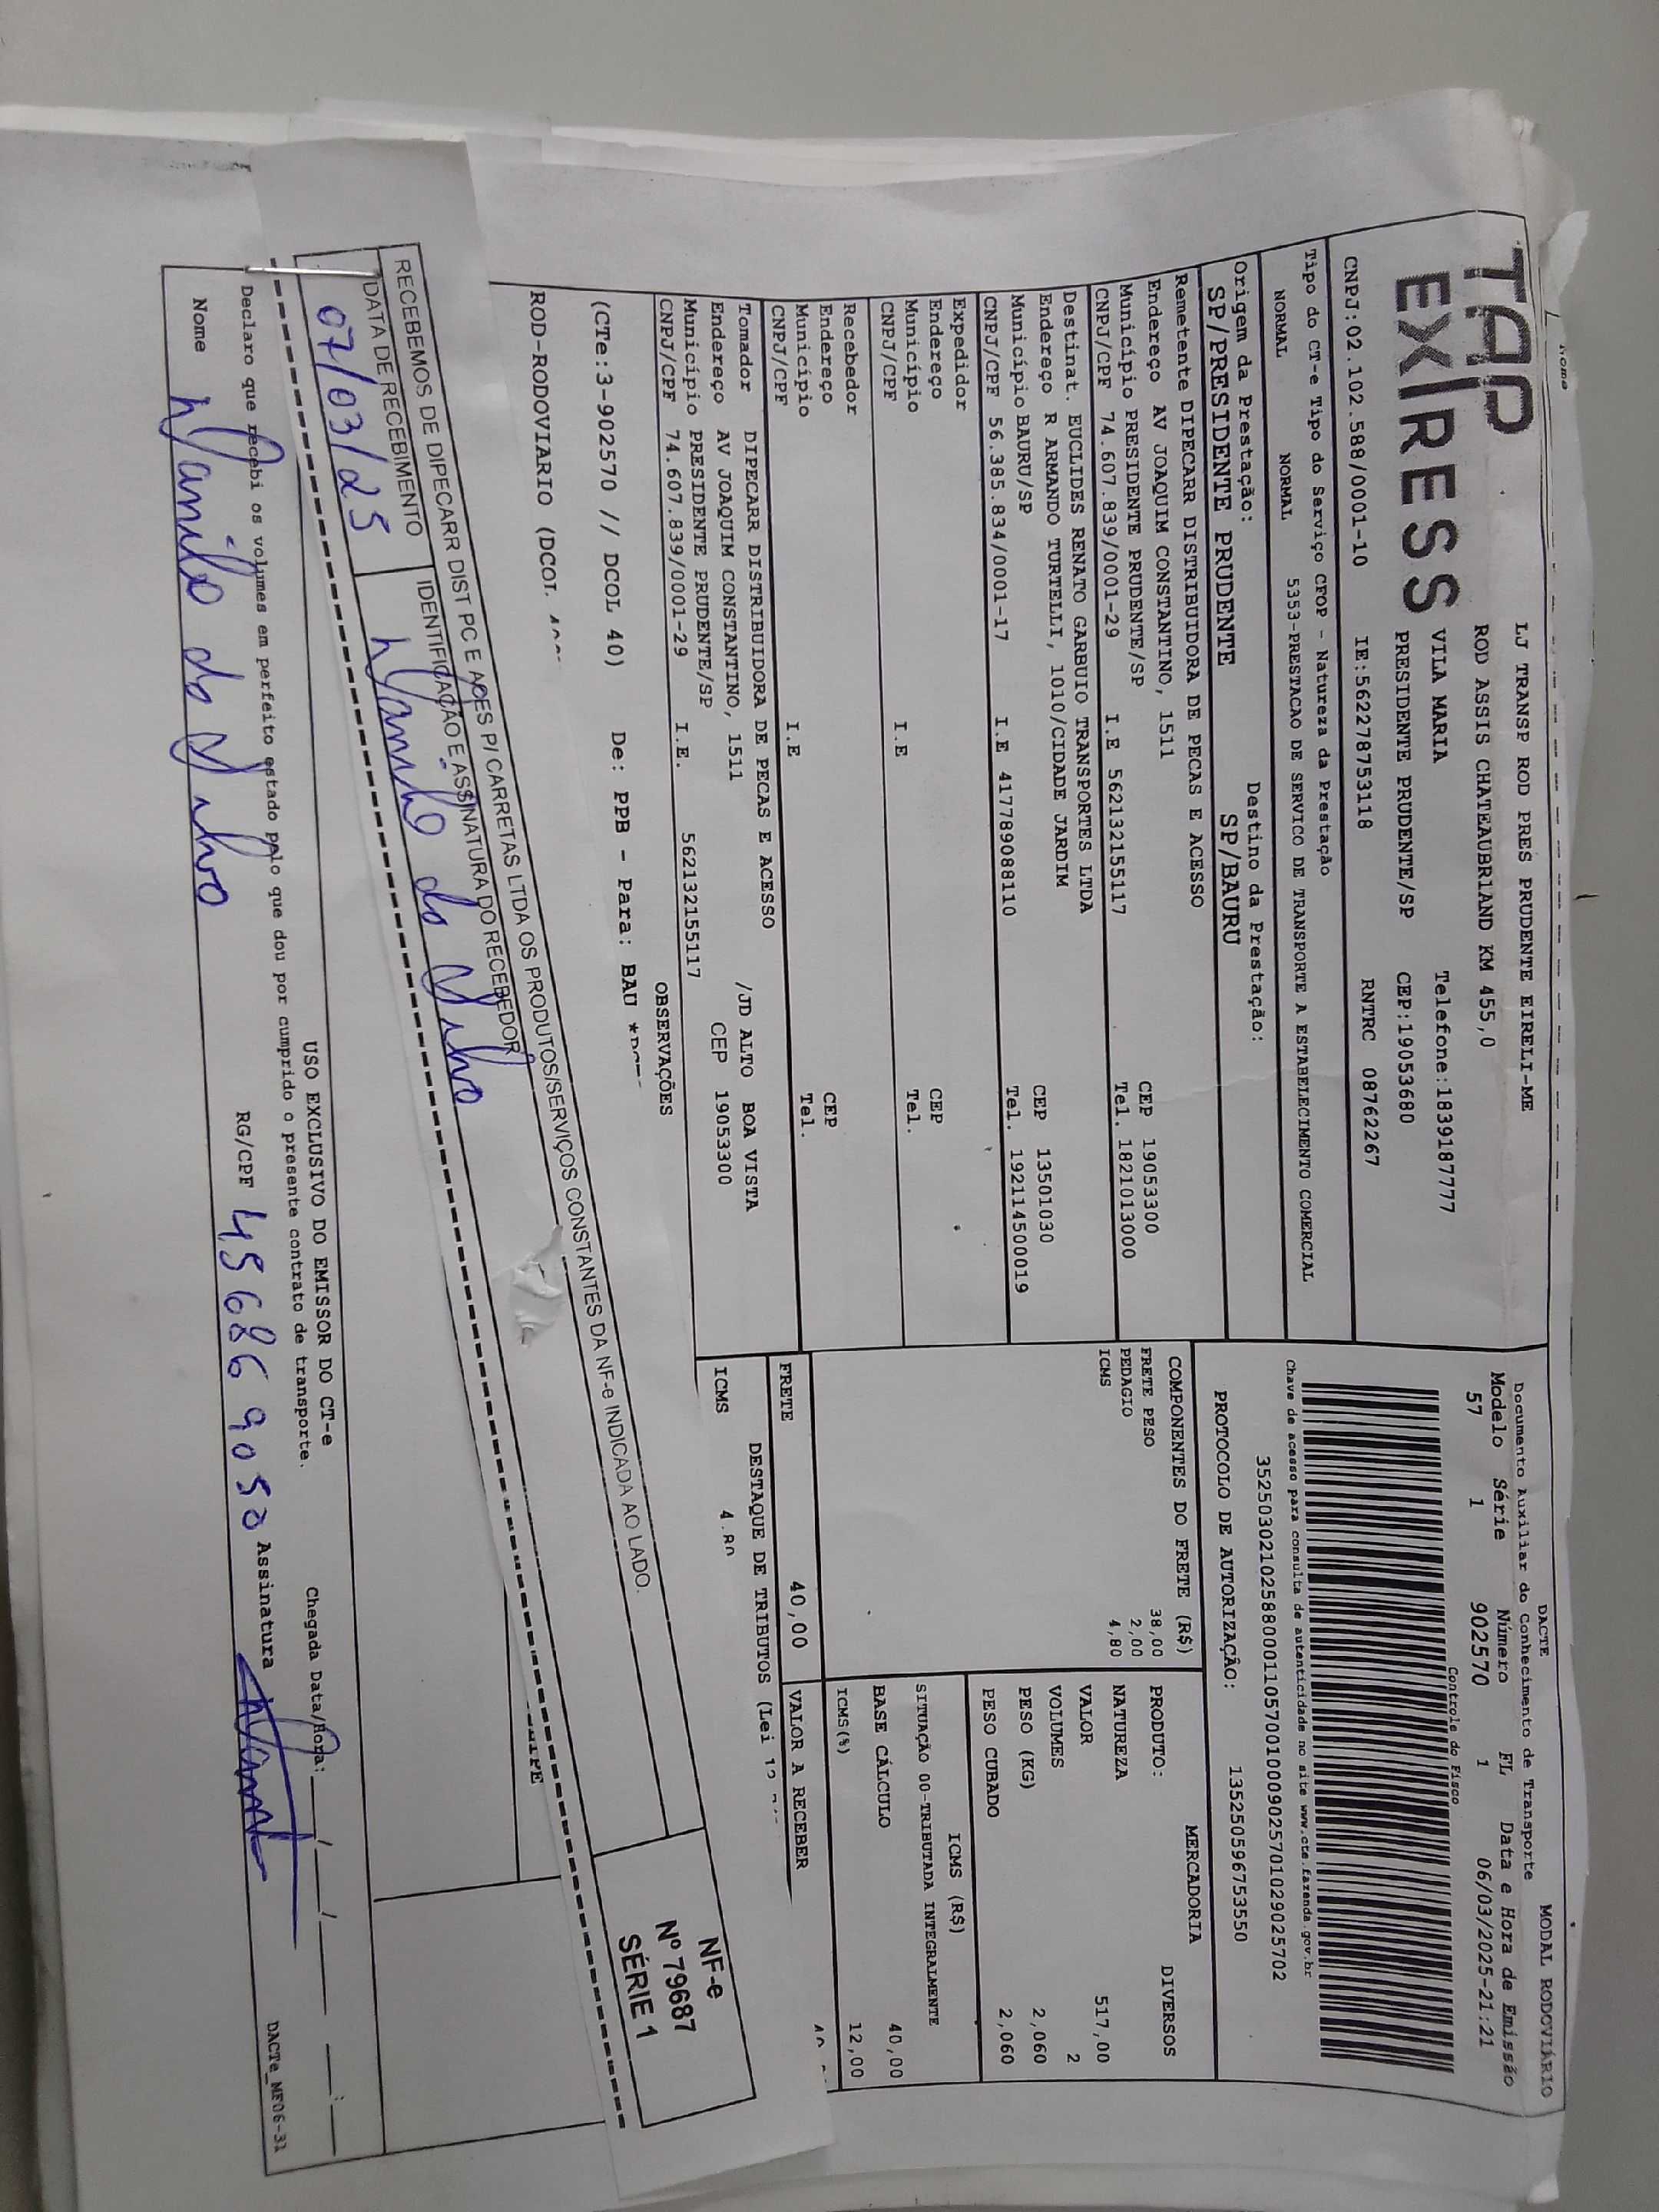 TAP
EXPRESS
LJ TRANSP ROD PRES PRUDENTE EIRELI-ME
ROD ASSIS CHATEAUBRIAND KM 455,0
VILA MARIA Telefone:1839187777
PRESIDENTE PRUDENTE/SP CEP:19053680
CNPJ:02.102.588/0001-10 IE:562278753118 RNTRC 08762267
DACTE MODAL RODOVIÁRIO
Documento Auxiliar do Conhecimento de Transporte
Modelo Série Número FL Data e Hora de Emissão
57 1 902570 1 06/03/2025-21:21
Controle do Fisco
Chave de acesso para consulta de autenticidade no site www.cte.fazenda.gov.br
35250302102588000110570010009025701029025702
PROTOCOLO DE AUTORIZAÇÃO: 135250596753550
Tipo do CT-e Tipo do Serviço CFOP - Natureza da Prestação
NORMAL NORMAL 5353-PRESTACAO DE SERVICO DE TRANSPORTE A ESTABELECIMENTO COMERCIAL
Origem da Prestação: Destino da Prestação:
SP/PRESIDENTE PRUDENTE SP/BAURU
Remetente DIPECARR DISTRIBUIDORA DE PECAS E ACESSO
Endereço AV JOAQUIM CONSTANTINO, 1511 CEP 19053300
Município PRESIDENTE PRUDENTE/SP Tel. 1821013000
CNPJ/CPF 74.607.839/0001-29 I.E 562132155117
Destinat. EUCLIDES RENATO GARBUIO TRANSPORTES LTDA
Endereço R ARMANDO TURTELLI, 1010/CIDADE JARDIM CEP 13501030
Município BAURU/SP Tel. 192114500019
CNPJ/CPF 56.385.834/0001-17 I.E 417789088110
Expedidor
Endereço CEP
Município Tel.
CNPJ/CPF I.E
Recebedor
Endereço CEP
Município Tel.
CNPJ/CPF I.E
Tomador DIPECARR DISTRIBUIDORA DE PECAS E ACESSO
Endereço AV JOAQUIM CONSTANTINO, 1511 /JD ALTO BOA VISTA
Município PRESIDENTE PRUDENTE/SP CEP 19053300
CNPJ/CPF 74.607.839/0001-29 I.E. 562132155117
COMPONENTES DO FRETE (R$)
FRETE PESO 38,00
PEDAGIO 2,00
ICMS 4,80
MERCADORIA
PRODUTO: DIVERSOS
NATUREZA
VALOR 517,00
VOLUMES 2
PESO (KG) 2,060
PESO CUBADO 2,060
ICMS (R$)
SITUAÇÃO 00-TRIBUTADA INTEGRALMENTE
BASE CÁLCULO 40,00
ICMS(%) 12,00
FRETE 40,00 VALOR A RECEBER
DESTAQUE DE TRIBUTOS (Lei
ICMS 4.80
OBSERVAÇÕES
(CTe:3-902570 // DCOL 40) De: PPB - Para: BAU
ROD-RODOVIARIO (DCOL
RECEBEMOS DE DIPECARR DIST PC E ACES P/ CARRETAS LTDA OS PRODUTOS/SERVIÇOS CONSTANTES DA NF-e INDICADA AO LADO.
DATA DE RECEBIMENTO IDENTIFICAÇÃO E ASSINATURA DO RECEBEDOR
07/03/25
NF-e
Nº 79687
SÉRIE 1
USO EXCLUSIVO DO EMISSOR DO CT-e
Declaro que recebi os volumes em perfeito estado pelo que dou por cumprido o presente contrato de transporte.
Chegada Data/Hora: ____/____/____ ____:____
Nome RG/CPF 456869050 Assinatura
DACTe_MF06-31